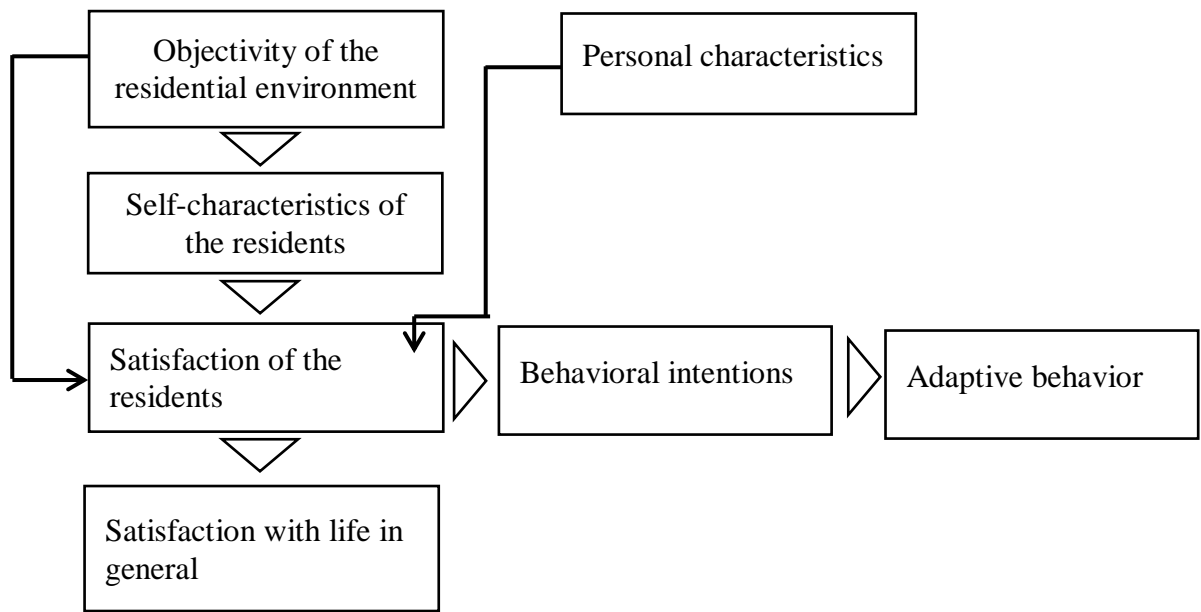 Objectivity of the
residential environment
Personal characteristics
Self-characteristics of
the residents
Satisfaction of the
residents
Behavioral intentions
Adaptive behavior
Satisfaction with life in
general